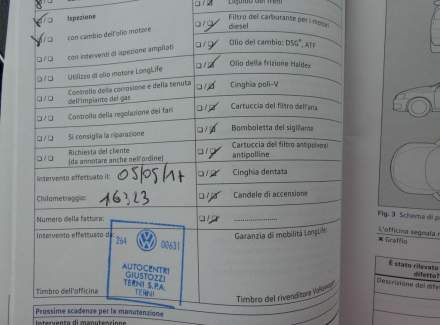 Ispezione
con cambio dell'olio motore
con interventi di ispezione ampliati
Utilizzo di olio motore LongLife
Controllo della corrosione e della tenuta
dell'impianto del gas
Controllo della regolazione dei fari
Si consiglia la riparazione
Richiesta del cliente
(da annotare anche nell'ordine)
Intervento effettuato il:
Chilometraggio:
Numero della fattura:
Intervento effettuato da:
264 00631
AUTOCENTRI
GIUSTOZZI
TERNI S.P.A.
TERNI
Timbro dell'officina
Prossime scadenze per la manutenzione
Intervento di manutenzione
Liquido dei freni
Filtro del carburante per i motori
diesel
Olio del cambio: DSG®, ATF
Olio della frizione Haldex
Cinghia poli-V
Cartuccia del filtro dell'aria
Bomboletta del sigillante
Cartuccia del filtro antipolvere/
antipolline
Cinghia dentata
Candele di accensione
....................
Garanzia di mobilità LongLife:
Timbro del rivenditore Volkswagen
Fig. 3 Schema di
L'officina segnala
Graffio
È stato rilevato
difetto?
Descrizione del